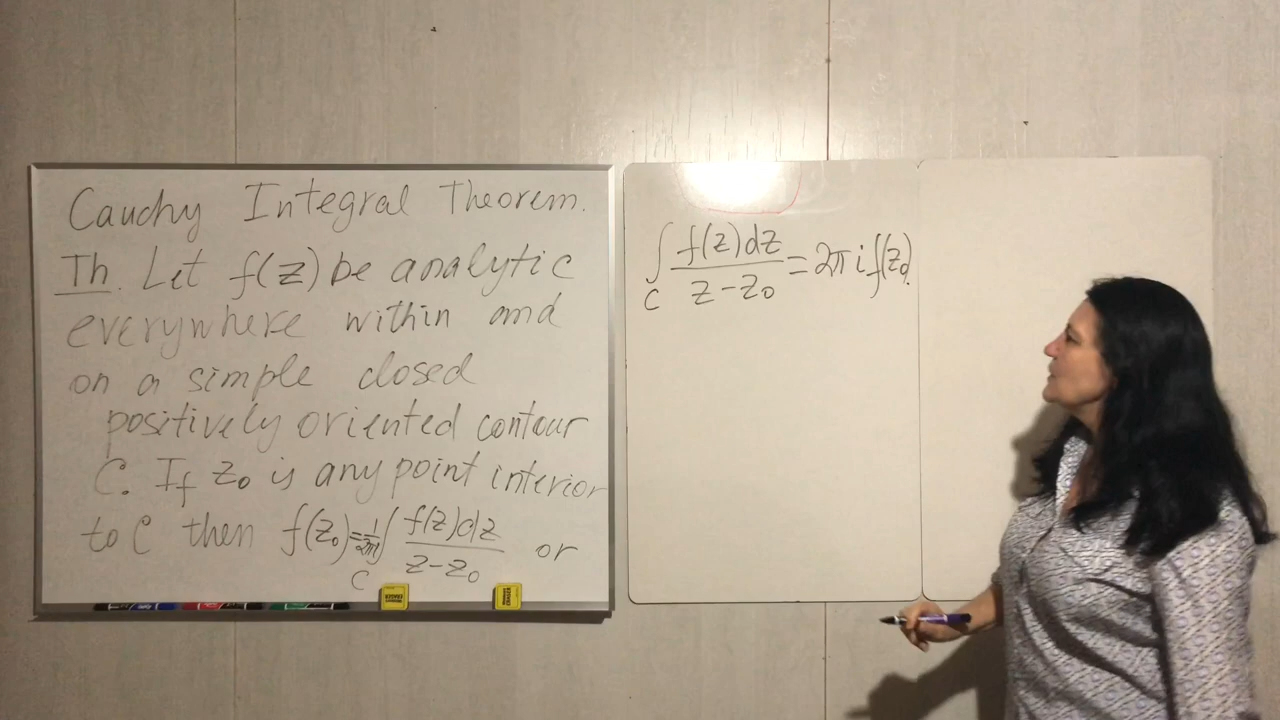 Cauchy Integral Theorem.
Th. Let f(z) be analytic
everywhere within and
on a simple closed
positively oriented contour
C. If z₀ is any point interior
to C then f(z₀)=1/2πi ∫_C f(z)dz/z-z₀ or
∫_C f(z)dz/z-z₀ = 2πi f(z₀).